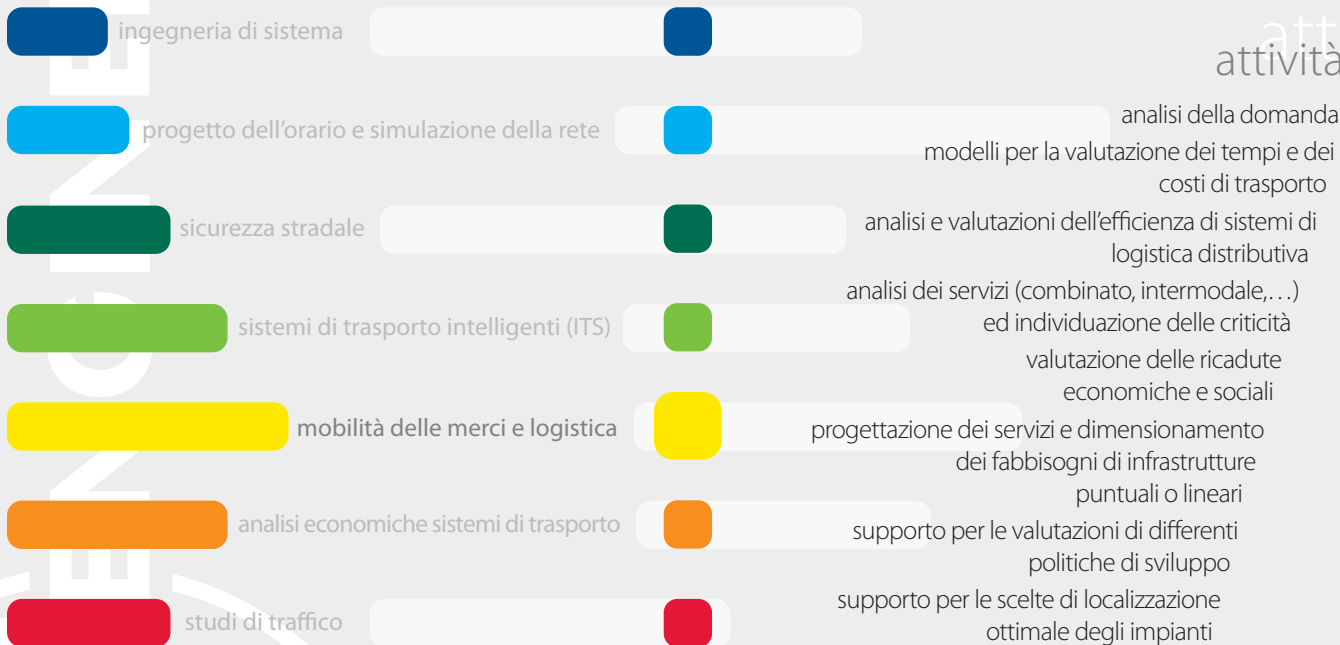 ingegneria di sistema
progetto dell'orario e simulazione della rete
sicurezza stradale
sistemi di trasporto intelligenti (ITS)
mobilità delle merci e logistica
analisi economiche sistemi di trasporto
studi di traffico
att
attività
analisi della domanda
modelli per la valutazione dei tempi e dei
costi di trasporto
analisi e valutazioni dell'efficienza di sistemi di
logistica distributiva
analisi dei servizi (combinato, intermodale,…)
ed individuazione delle criticità
valutazione delle ricadute
economiche e sociali
progettazione dei servizi e dimensionamento
dei fabbisogni di infrastrutture
puntuali o lineari
supporto per le valutazioni di differenti
politiche di sviluppo
supporto per le scelte di localizzazione
ottimale degli impianti